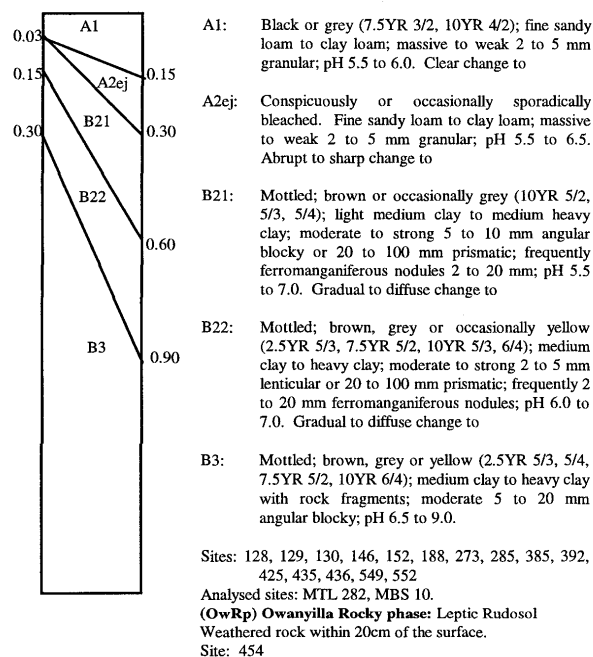 A1
0.03
0.15
A2ej
0.15
B21
0.30
0.30
B22
0.60
B3
0.90
A1: Black or grey (7.5YR 3/2, 10YR 4/2); fine sandy
loam to clay loam; massive to weak 2 to 5 mm
granular; pH 5.5 to 6.0. Clear change to
A2ej: Conspicuously or occasionally sporadically
bleached. Fine sandy loam to clay loam; massive
to weak 2 to 5 mm granular; pH 5.5 to 6.5.
Abrupt to sharp change to
B21: Mottled; brown or occasionally grey (10YR 5/2,
5/3, 5/4); light medium clay to medium heavy
clay; moderate to strong 5 to 10 mm angular
blocky or 20 to 100 mm prismatic; frequently
ferromanganiferous nodules 2 to 20 mm; pH 5.5
to 7.0. Gradual to diffuse change to
B22: Mottled; brown, grey or occasionally yellow
(2.5YR 5/3, 7.5YR 5/2, 10YR 5/3, 6/4); medium
clay to heavy clay; moderate to strong 2 to 5 mm
lenticular or 20 to 100 mm prismatic; frequently 2
to 20 mm ferromanganiferous nodules; pH 6.0 to
7.0. Gradual to diffuse change to
B3: Mottled; brown, grey or yellow (2.5YR 5/3, 5/4,
7.5YR 5/2, 10YR 6/4); medium clay to heavy clay
with rock fragments; moderate 5 to 20 mm
angular blocky; pH 6.5 to 9.0.
Sites: 128, 129, 130, 146, 152, 188, 273, 285, 385, 392,
425, 435, 436, 549, 552
Analysed sites: MTL 282, MBS 10.
(OwRp) Owanyilla Rocky phase: Leptic Rudosol
Weathered rock within 20cm of the surface.
Site: 454